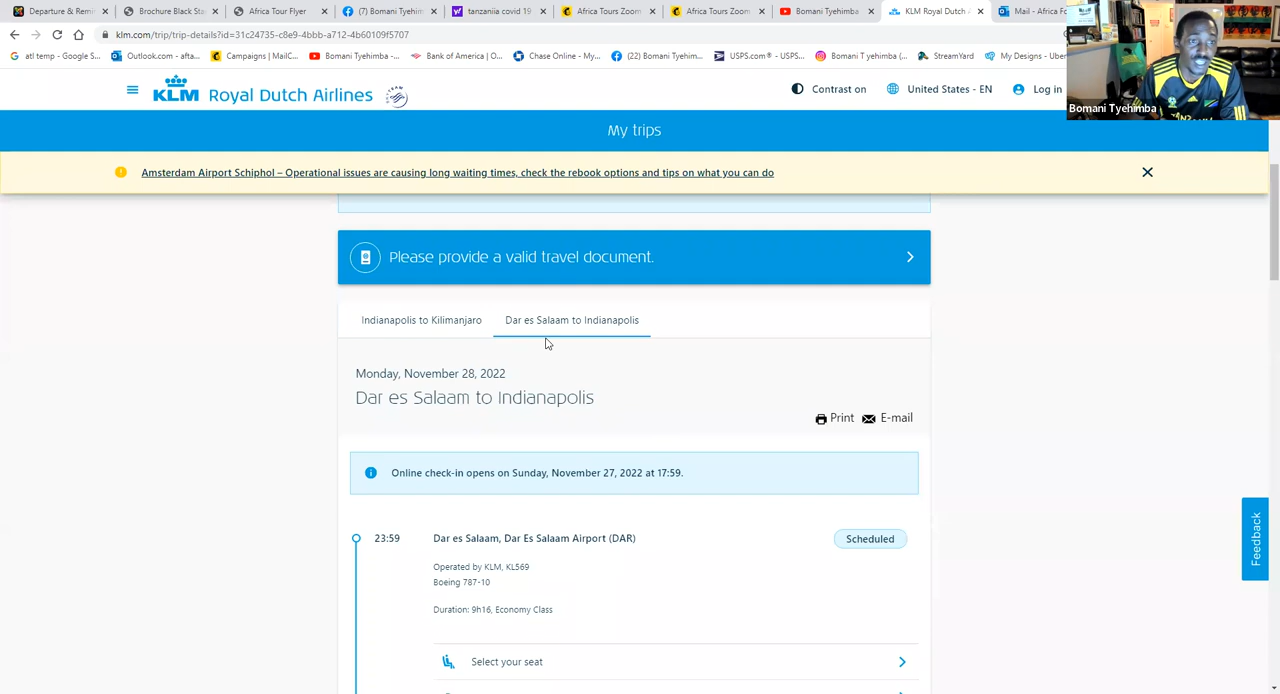 Departure & Remi
Brochure Black Sta
Africa Tour Flyer
(7) Bomani Tyehim
tanzaniia covid 19
Africa Tours Zoom
Africa Tours Zoom
Bomani Tyehimba
KLM Royal Dutch A
Mail - Africa Fo
klm.com/trip/trip-details?id=31c24735-c8e9-4bbb-a712-4b60109f5707
atl temp - Google S...
Outlook.com - afta...
Campaigns | MailC...
Bomani Tyehimba -...
Bank of America | O...
Chase Online - My...
(22) Bomani Tyehim...
USPS.com® - USPS...
Bomani T yehimba (...
StreamYard
My Designs - Uber
Bomani Tyehimba
KLM Royal Dutch Airlines
Contrast on
United States - EN
Log in
My trips
Amsterdam Airport Schiphol – Operational issues are causing long waiting times, check the rebook options and tips on what you can do
Please provide a valid travel document.
Indianapolis to Kilimanjaro
Dar es Salaam to Indianapolis
Monday, November 28, 2022
Dar es Salaam to Indianapolis
Print
E-mail
Online check-in opens on Sunday, November 27, 2022 at 17:59.
23:59
Dar es Salaam, Dar Es Salaam Airport (DAR)
Scheduled
Operated by KLM, KL569
Boeing 787-10
Duration: 9h16, Economy Class
Select your seat
Feedback